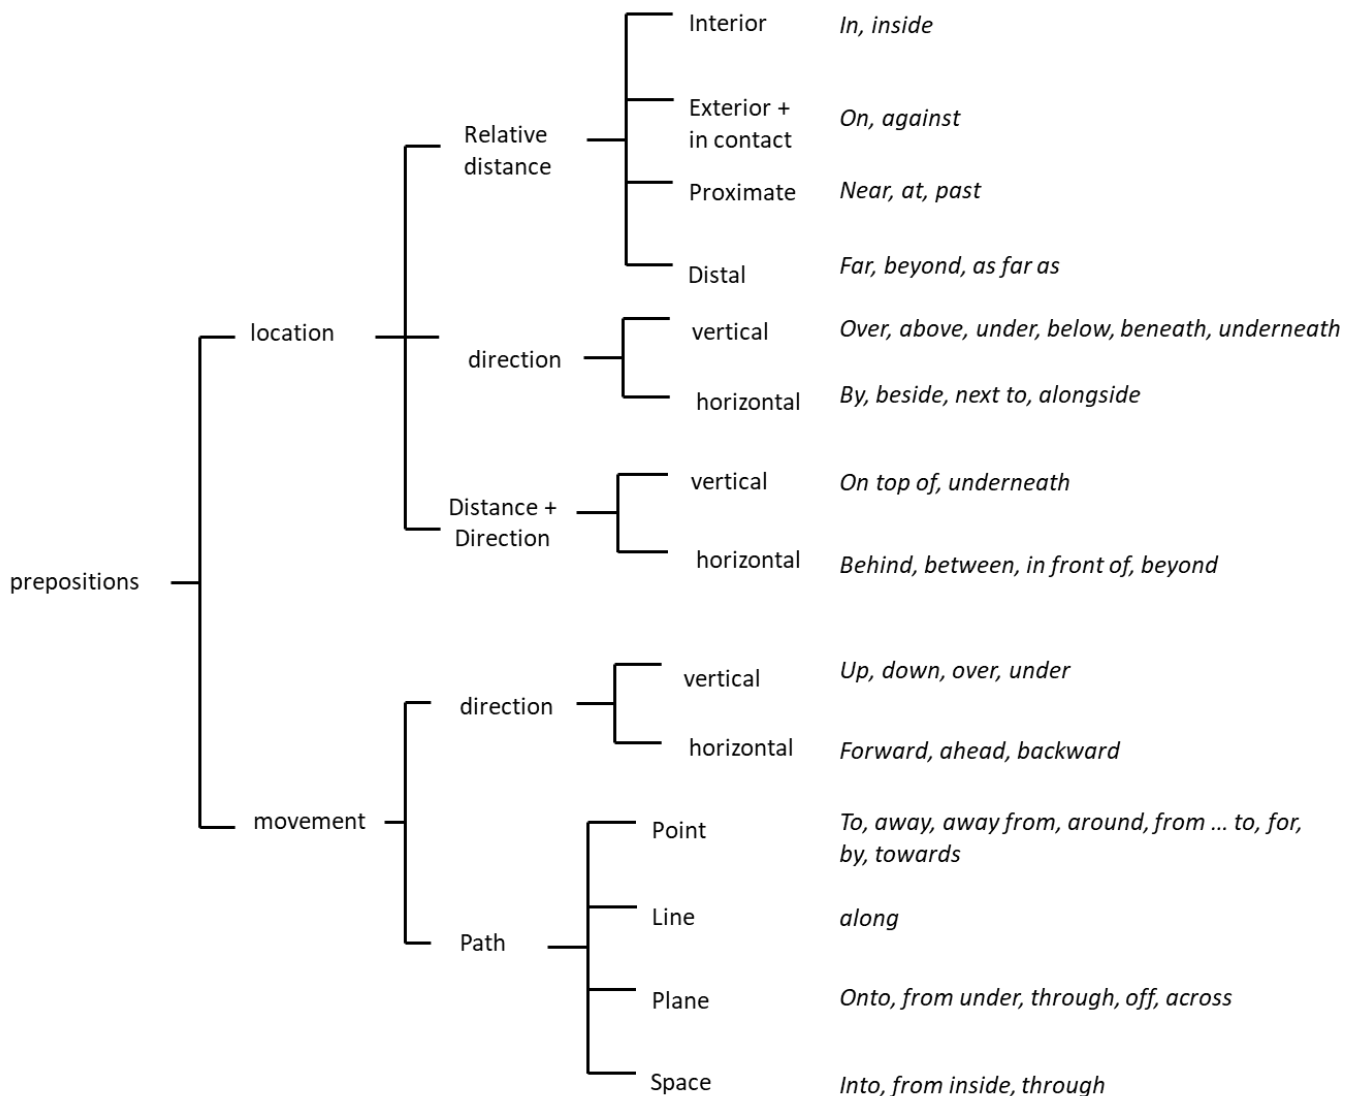 Interior In, inside
Exterior +
in contact
On, against
Relative
distance
Proximate Near, at, past
Distal Far, beyond, as far as
location
direction
vertical Over, above, under, below, beneath, underneath
horizontal By, beside, next to, alongside
Distance +
Direction
vertical On top of, underneath
horizontal Behind, between, in front of, beyond
prepositions
direction
vertical Up, down, over, under
horizontal Forward, ahead, backward
movement
Point To, away, away from, around, from ... to, for,
by, towards
Line along
Path
Plane Onto, from under, through, off, across
Space Into, from inside, through